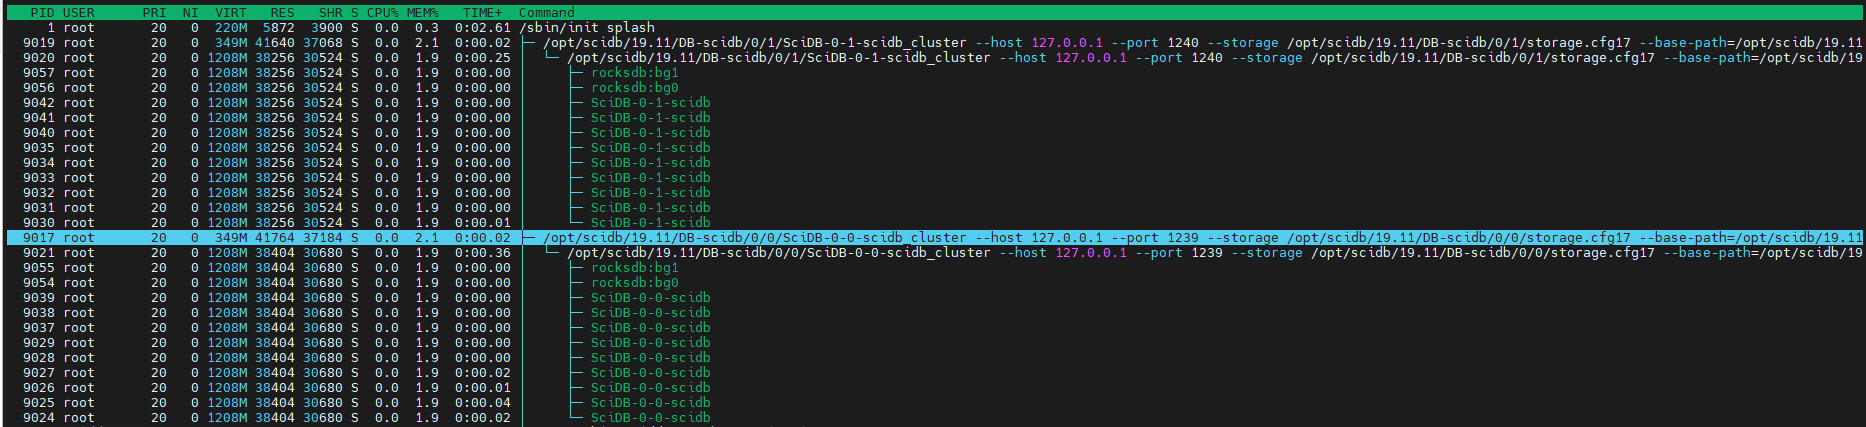 PID USER PRI NI VIRT RES SHR S CPU% MEM% TIME+ Command
1 root 20 0 220M 5872 3900 S 0.0 0.3 0:02.61 /sbin/init splash
9019 root 20 0 349M 41640 37068 S 0.0 2.1 0:00.02 ├─ /opt/scidb/19.11/DB-scidb/0/1/SciDB-0-1-scidb_cluster --host 127.0.0.1 --port 1240 --storage /opt/scidb/19.11/DB-scidb/0/1/storage.cfg17 --base-path=/opt/scidb/19.11
9020 root 20 0 1208M 38256 30524 S 0.0 1.9 0:00.25 │ └─ /opt/scidb/19.11/DB-scidb/0/1/SciDB-0-1-scidb_cluster --host 127.0.0.1 --port 1240 --storage /opt/scidb/19.11/DB-scidb/0/1/storage.cfg17 --base-path=/opt/scidb/19
9057 root 20 0 1208M 38256 30524 S 0.0 1.9 0:00.00 │ ├─ rocksdb:bg1
9056 root 20 0 1208M 38256 30524 S 0.0 1.9 0:00.00 │ ├─ rocksdb:bg0
9042 root 20 0 1208M 38256 30524 S 0.0 1.9 0:00.00 │ ├─ SciDB-0-1-scidb
9041 root 20 0 1208M 38256 30524 S 0.0 1.9 0:00.00 │ ├─ SciDB-0-1-scidb
9040 root 20 0 1208M 38256 30524 S 0.0 1.9 0:00.00 │ ├─ SciDB-0-1-scidb
9035 root 20 0 1208M 38256 30524 S 0.0 1.9 0:00.00 │ ├─ SciDB-0-1-scidb
9034 root 20 0 1208M 38256 30524 S 0.0 1.9 0:00.00 │ ├─ SciDB-0-1-scidb
9033 root 20 0 1208M 38256 30524 S 0.0 1.9 0:00.00 │ ├─ SciDB-0-1-scidb
9032 root 20 0 1208M 38256 30524 S 0.0 1.9 0:00.00 │ ├─ SciDB-0-1-scidb
9031 root 20 0 1208M 38256 30524 S 0.0 1.9 0:00.00 │ ├─ SciDB-0-1-scidb
9030 root 20 0 1208M 38256 30524 S 0.0 1.9 0:00.01 │ └─ SciDB-0-1-scidb
9017 root 20 0 349M 41764 37184 S 0.0 2.1 0:00.02 ├─ /opt/scidb/19.11/DB-scidb/0/0/SciDB-0-0-scidb_cluster --host 127.0.0.1 --port 1239 --storage /opt/scidb/19.11/DB-scidb/0/0/storage.cfg17 --base-path=/opt/scidb/19.11
9021 root 20 0 1208M 38404 30680 S 0.0 1.9 0:00.36 │ └─ /opt/scidb/19.11/DB-scidb/0/0/SciDB-0-0-scidb_cluster --host 127.0.0.1 --port 1239 --storage /opt/scidb/19.11/DB-scidb/0/0/storage.cfg17 --base-path=/opt/scidb/19
9055 root 20 0 1208M 38404 30680 S 0.0 1.9 0:00.00 │ ├─ rocksdb:bg1
9054 root 20 0 1208M 38404 30680 S 0.0 1.9 0:00.00 │ ├─ rocksdb:bg0
9039 root 20 0 1208M 38404 30680 S 0.0 1.9 0:00.00 │ ├─ SciDB-0-0-scidb
9038 root 20 0 1208M 38404 30680 S 0.0 1.9 0:00.00 │ ├─ SciDB-0-0-scidb
9037 root 20 0 1208M 38404 30680 S 0.0 1.9 0:00.00 │ ├─ SciDB-0-0-scidb
9029 root 20 0 1208M 38404 30680 S 0.0 1.9 0:00.00 │ ├─ SciDB-0-0-scidb
9028 root 20 0 1208M 38404 30680 S 0.0 1.9 0:00.00 │ ├─ SciDB-0-0-scidb
9027 root 20 0 1208M 38404 30680 S 0.0 1.9 0:00.02 │ ├─ SciDB-0-0-scidb
9026 root 20 0 1208M 38404 30680 S 0.0 1.9 0:00.01 │ ├─ SciDB-0-0-scidb
9025 root 20 0 1208M 38404 30680 S 0.0 1.9 0:00.04 │ ├─ SciDB-0-0-scidb
9024 root 20 0 1208M 38404 30680 S 0.0 1.9 0:00.02 │ └─ SciDB-0-0-scidb